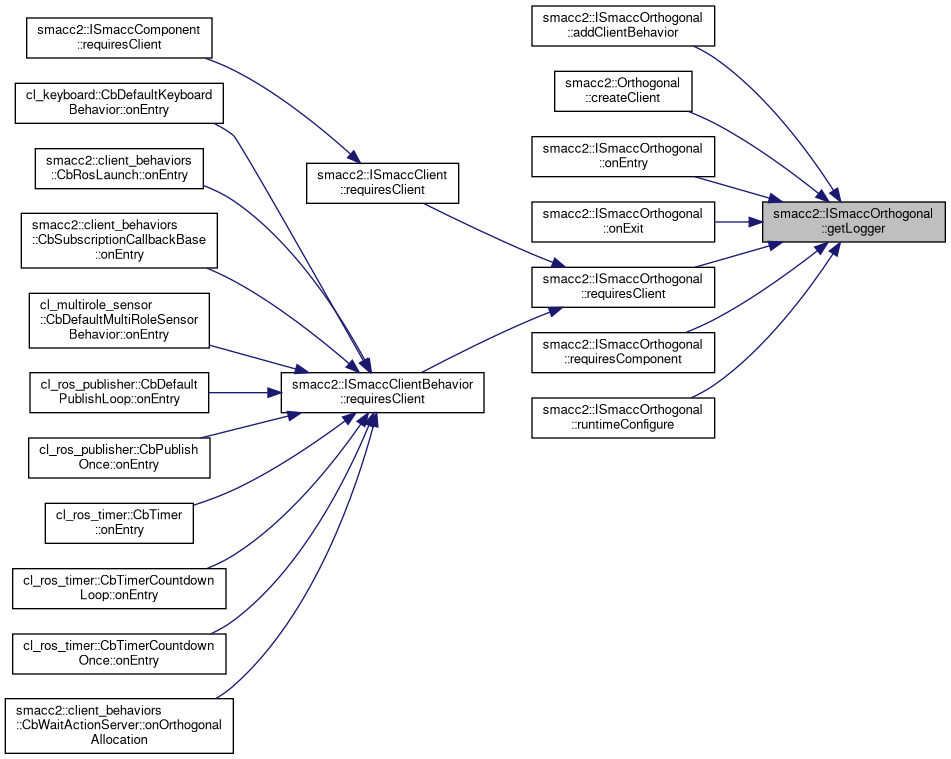 smacc2::ISmaccComponent
::requiresClient
cl_keyboard::CbDefaultKeyboard
Behavior::onEntry
smacc2::client_behaviors
::CbRosLaunch::onEntry
smacc2::client_behaviors
::CbSubscriptionCallbackBase
::onEntry
cl_multirole_sensor
::CbDefaultMultiRoleSensor
Behavior::onEntry
cl_ros_publisher::CbDefault
PublishLoop::onEntry
cl_ros_publisher::CbPublish
Once::onEntry
cl_ros_timer::CbTimer
::onEntry
cl_ros_timer::CbTimerCountdown
Loop::onEntry
cl_ros_timer::CbTimerCountdown
Once::onEntry
smacc2::client_behaviors
::CbWaitActionServer::onOrthogonal
Allocation
smacc2::ISmaccClient
::requiresClient
smacc2::ISmaccClientBehavior
::requiresClient
smacc2::ISmaccOrthogonal
::addClientBehavior
smacc2::Orthogonal
::createClient
smacc2::ISmaccOrthogonal
::onEntry
smacc2::ISmaccOrthogonal
::onExit
smacc2::ISmaccOrthogonal
::requiresClient
smacc2::ISmaccOrthogonal
::requiresComponent
smacc2::ISmaccOrthogonal
::runtimeConfigure
smacc2::ISmaccOrthogonal
::getLogger